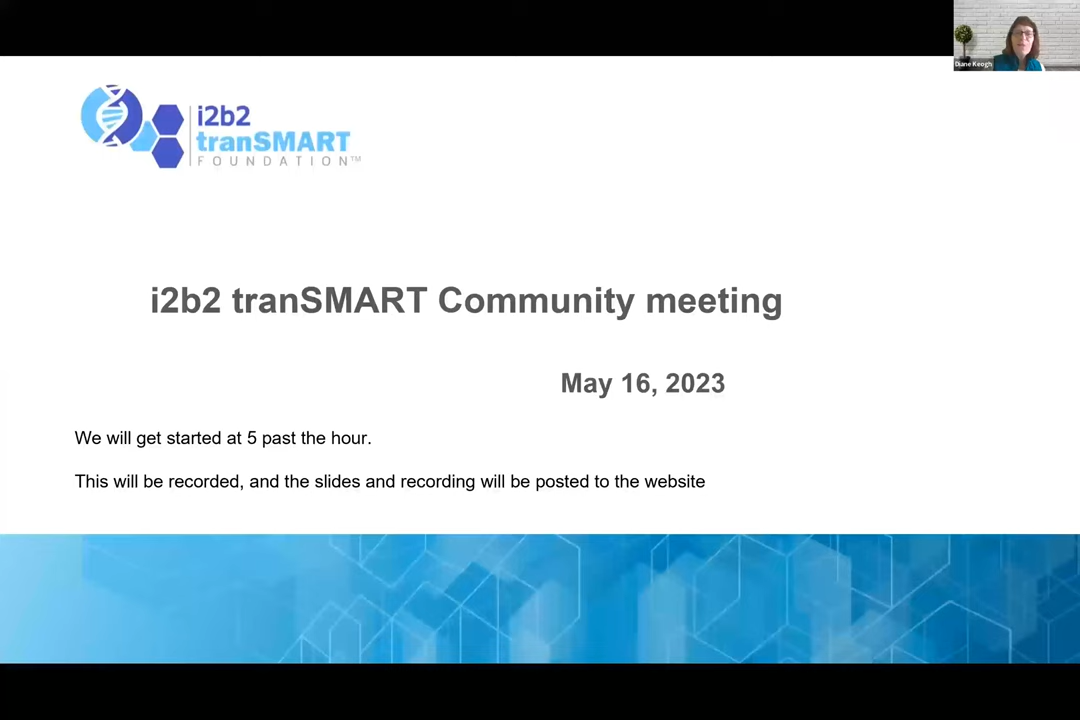 Diane Keogh
i2b2
tranSMART
FOUNDATION™
i2b2 tranSMART Community meeting
May 16, 2023
We will get started at 5 past the hour.
This will be recorded, and the slides and recording will be posted to the website